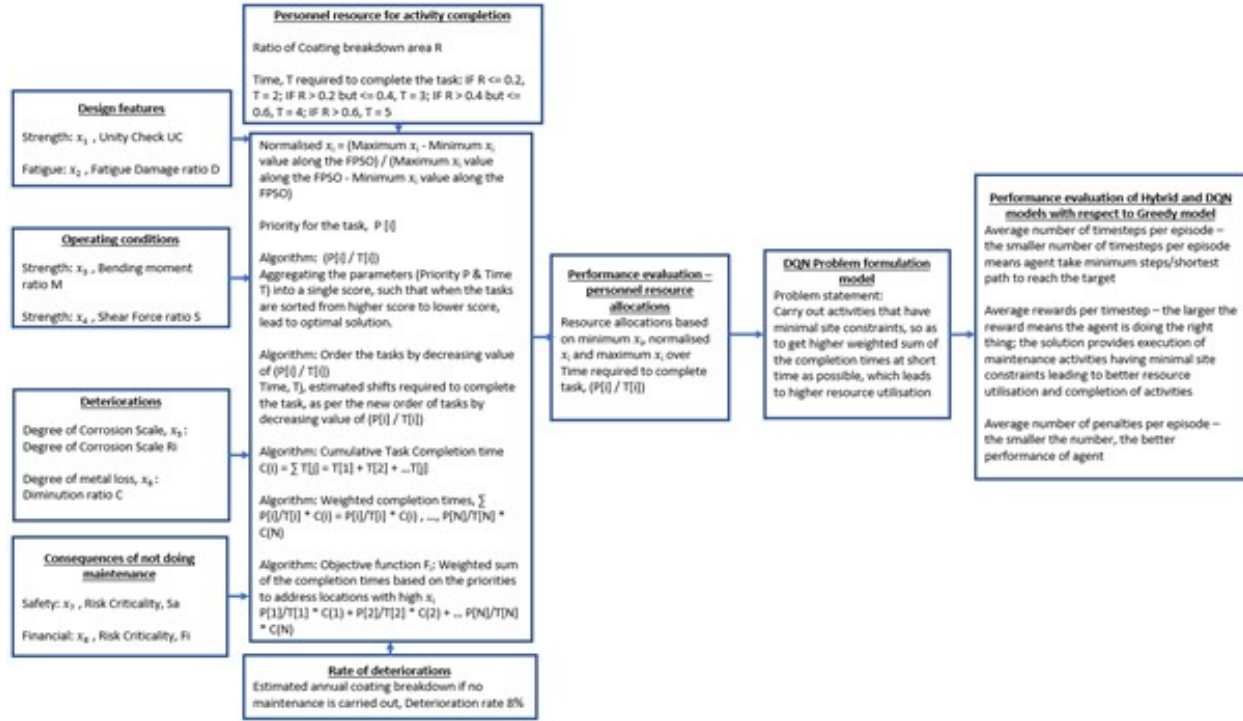 Personnel resource for activity completion
Ratio of Coating breakdown area R
Time, T required to complete the task: IF R <= 0.2,
T = 2; IF R > 0.2 but <= 0.4, T = 3; IF R > 0.4 but <=
0.6, T = 4; IF R > 0.6, T = 5
Design features
Strength: x₁ , Unity Check UC
Fatigue: x₂ , Fatigue Damage ratio D
Operating conditions
Strength: x₃ , Bending moment
ratio M
Strength: x₄ , Shear Force ratio S
Deteriorations
Degree of Corrosion Scale, x₅ :
Degree of Corrosion Scale Ri
Degree of metal loss, x₆ :
Diminution ratio C
Consequences of not doing
maintenance
Safety: x₇ , Risk Criticality, Sa
Financial: x₈ , Risk Criticality, Fi
Normalised xᵢ = (Maximum xᵢ - Minimum xᵢ
value along the FPSO) / (Maximum xᵢ value
along the FPSO - Minimum xᵢ value along the
FPSO)
Priority for the task, P [i]
Algorithm: (P[i] / T[i])
Aggregating the parameters (Priority P & Time
T) into a single score, such that when the tasks
are sorted from higher score to lower score,
lead to optimal solution.
Algorithm: Order the tasks by decreasing value
of (P[i] / T[i])
Time, Tj, estimated shifts required to complete
the task, as per the new order of tasks by
decreasing value of (P[i] / T[i])
Algorithm: Cumulative Task Completion time
C(i) = ∑ T[j] = T[1] + T[2] + ...T[j]
Algorithm: Weighted completion times, ∑
P[i]/T[i] * C(i) = P[i]/T[i] * C(i) , ..., P[N]/T[N] *
C(N)
Algorithm: Objective function Fᵢ: Weighted sum
of the completion times based on the priorities
to address locations with high xᵢ
P[1]/T[1] * C(1) + P[2]/T[2] * C(2) + ... P[N]/T[N]
* C(N)
Rate of deteriorations
Estimated annual coating breakdown if no
maintenance is carried out, Deterioration rate 8%
Performance evaluation –
personnel resource
allocations
Resource allocations based
on minimum xᵢ, normalised
xᵢ and maximum xᵢ over
Time required to complete
task, (P[i] / T[i])
DQN Problem formulation
model
Problem statement:
Carry out activities that have
minimal site constraints, so as
to get higher weighted sum of
the completion times at short
time as possible, which leads
to higher resource utilisation
Performance evaluation of Hybrid and DQN
models with respect to Greedy model
Average number of timesteps per episode –
the smaller number of timesteps per episode
means agent take minimum steps/shortest
path to reach the target
Average rewards per timestep – the larger the
reward means the agent is doing the right
thing; the solution provides execution of
maintenance activities having minimal site
constraints leading to better resource
utilisation and completion of activities
Average number of penalties per episode –
the smaller the number, the better
performance of agent